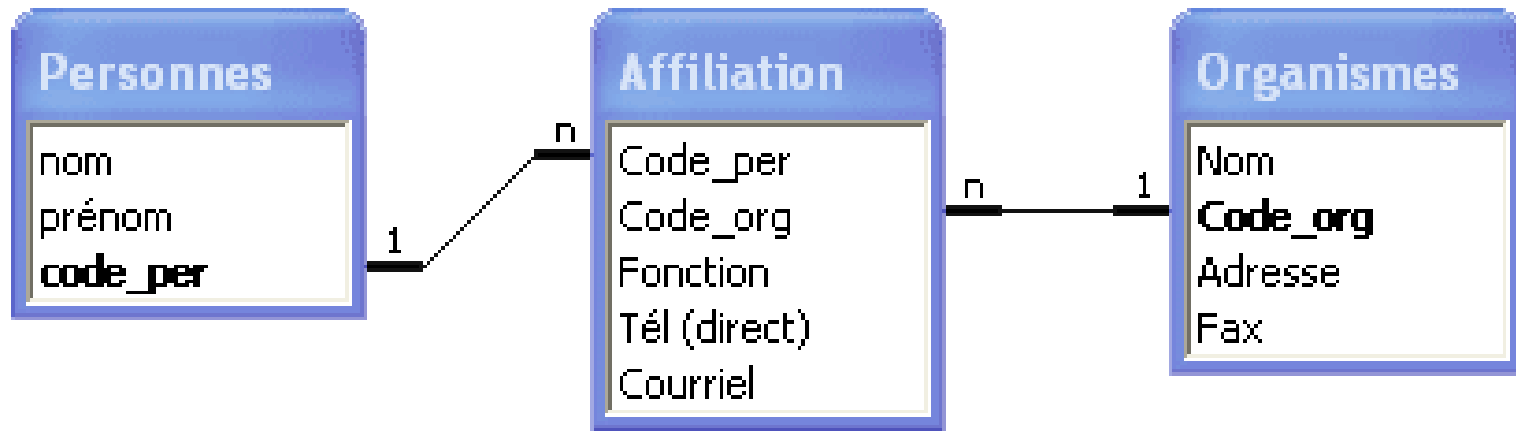 Personnes
nom
prénom
code_per
1
n
Affiliation
Code_per
Code_org
Fonction
Tél (direct)
Courriel
n
1
Organismes
Nom
Code_org
Adresse
Fax